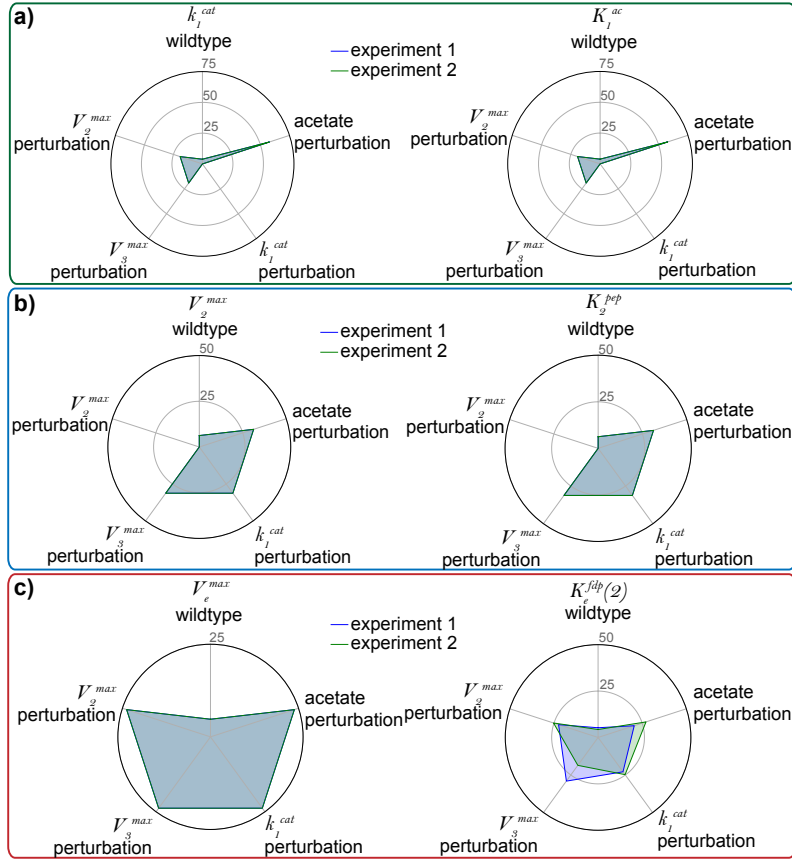 a)
k₁ᶜᵃᵗ
wildtype
75
50
25
V₂ᵐᵃˣ
perturbation
acetate
perturbation
V₃ᵐᵃˣ
perturbation
k₁ᶜᵃᵗ
perturbation
experiment 1
experiment 2
K₁ᵃᶜ
wildtype
75
50
25
V₂ᵐᵃˣ
perturbation
acetate
perturbation
V₃ᵐᵃˣ
perturbation
k₁ᶜᵃᵗ
perturbation
b)
V₂ᵐᵃˣ
wildtype
50
25
V₂ᵐᵃˣ
perturbation
acetate
perturbation
V₃ᵐᵃˣ
perturbation
k₁ᶜᵃᵗ
perturbation
experiment 1
experiment 2
K₂ᵖᵉᵖ
wildtype
50
25
V₂ᵐᵃˣ
perturbation
acetate
perturbation
V₃ᵐᵃˣ
perturbation
k₁ᶜᵃᵗ
perturbation
c)
Vₑᵐᵃˣ
wildtype
25
V₂ᵐᵃˣ
perturbation
acetate
perturbation
V₃ᵐᵃˣ
perturbation
k₁ᶜᵃᵗ
perturbation
experiment 1
experiment 2
Kₑᶠᵈᵖ(2)
wildtype
50
25
V₂ᵐᵃˣ
perturbation
acetate
perturbation
V₃ᵐᵃˣ
perturbation
k₁ᶜᵃᵗ
perturbation